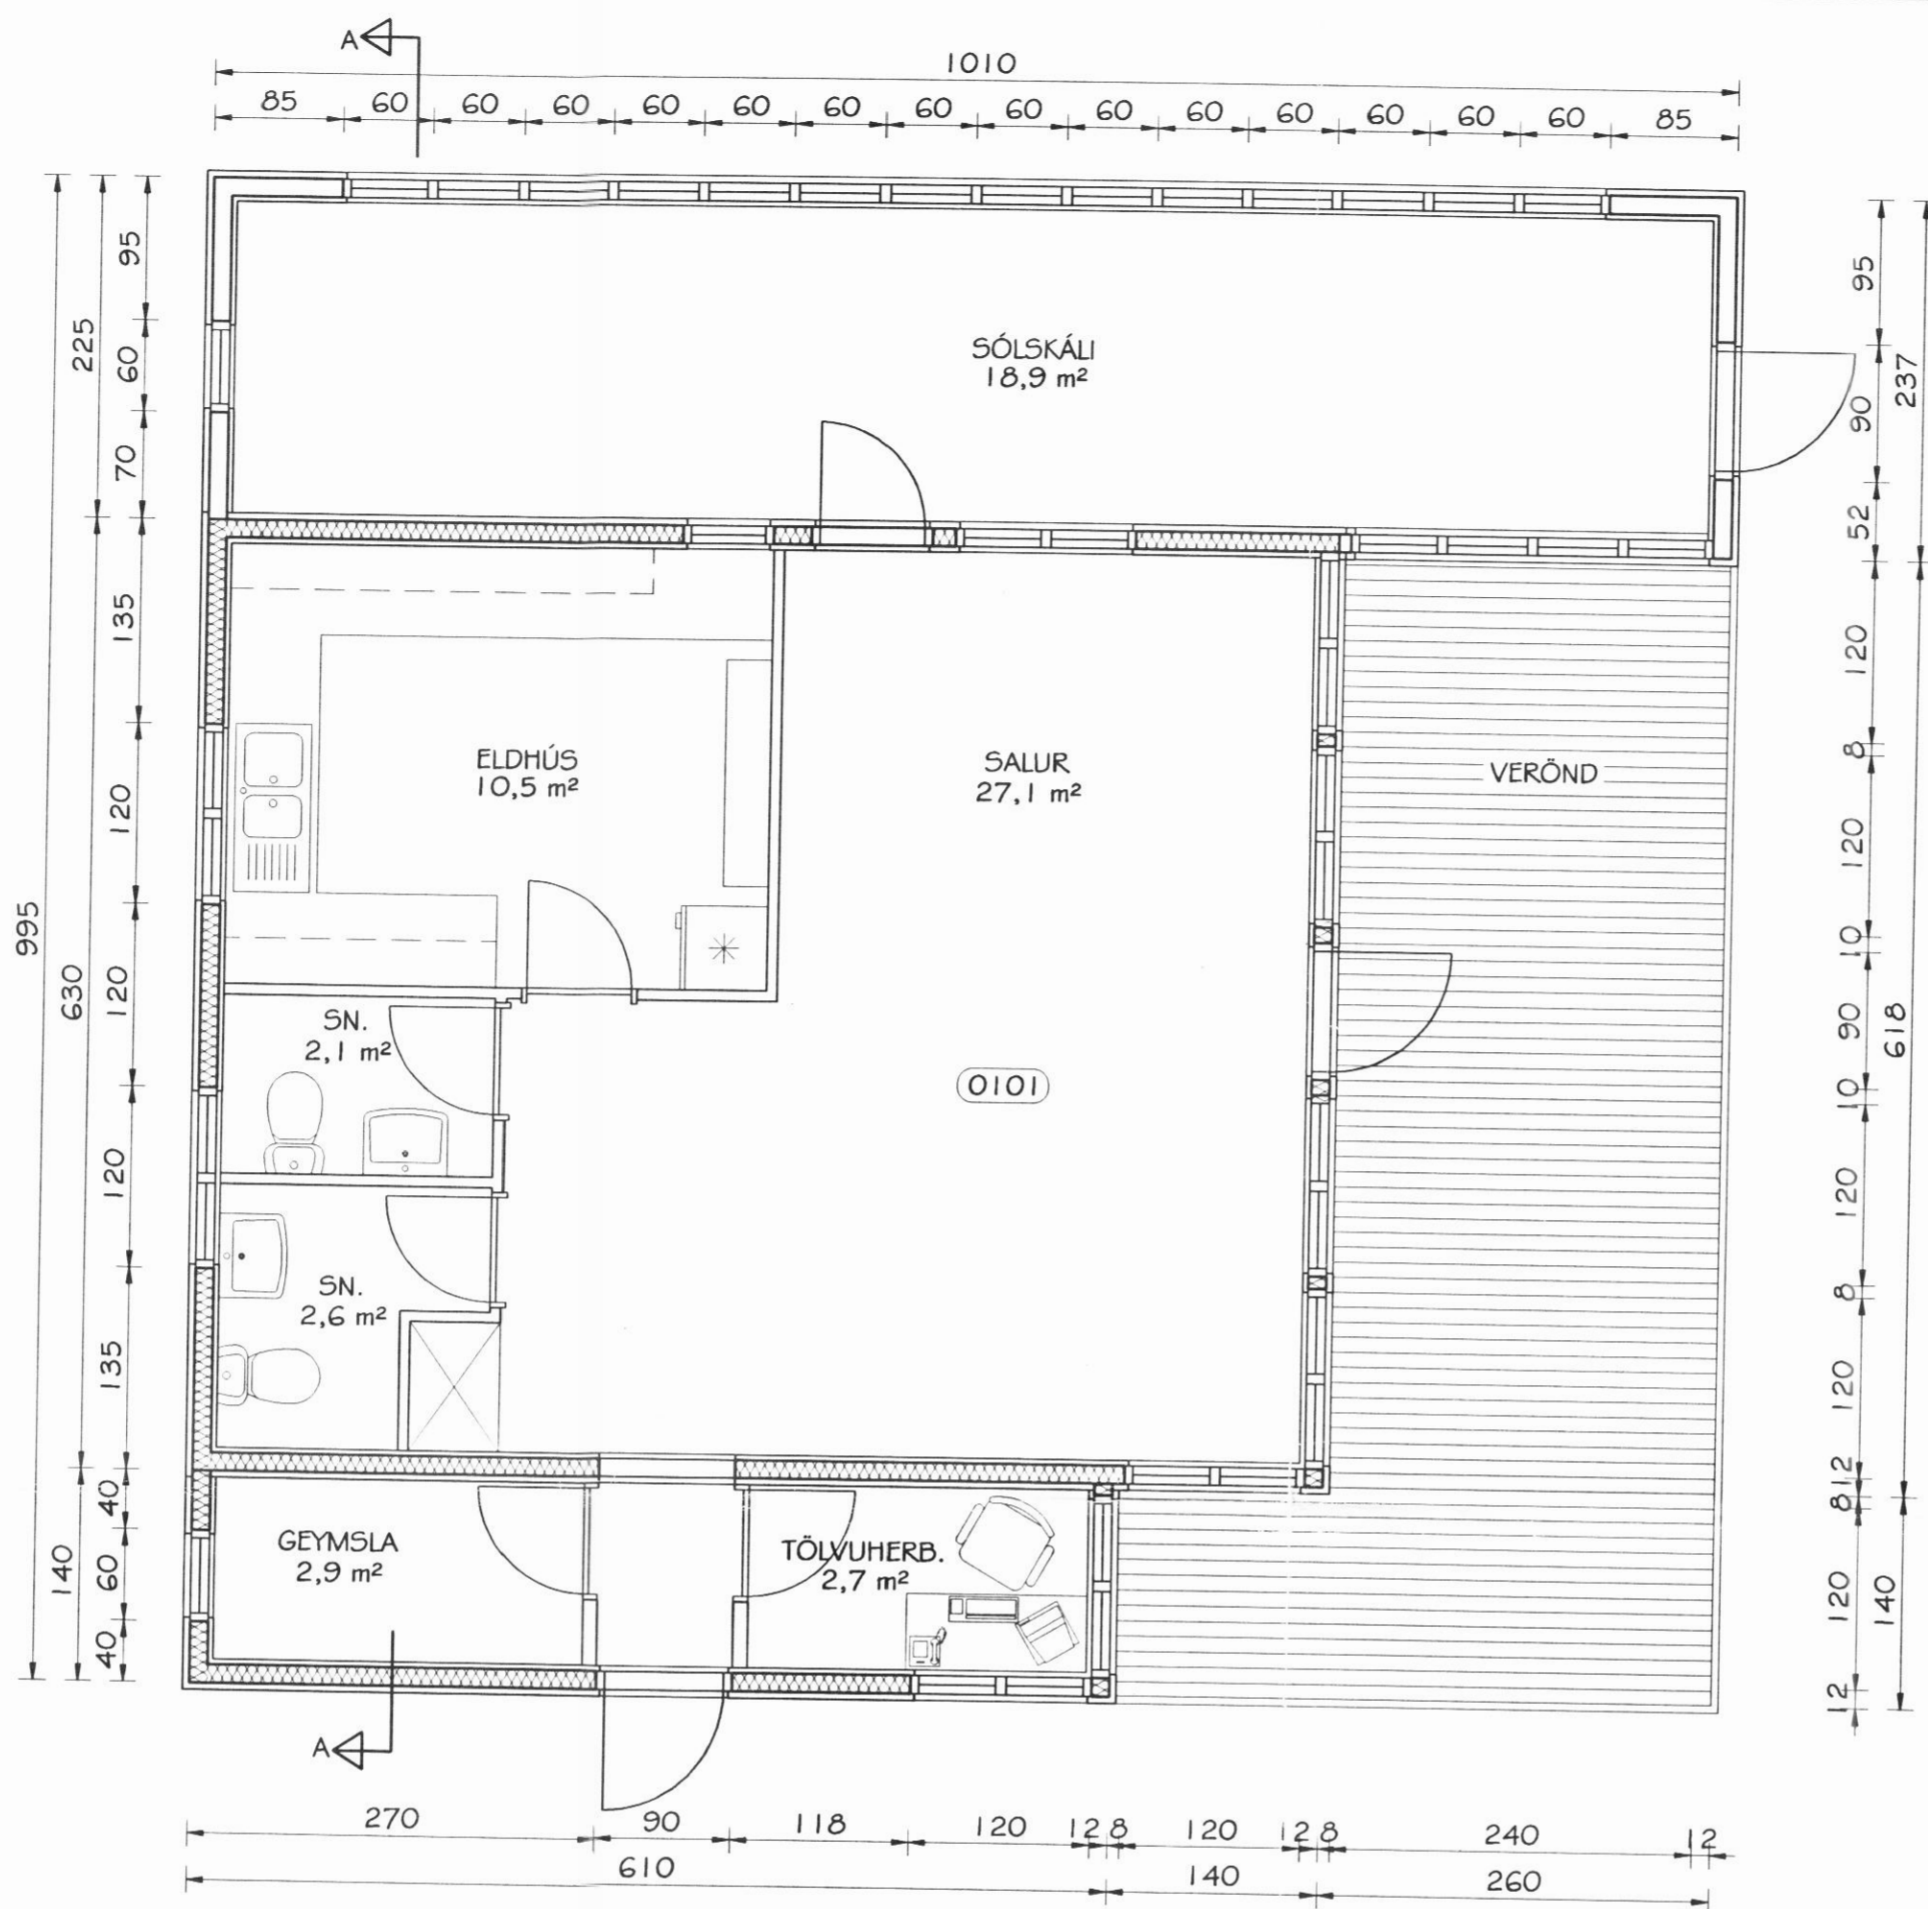 A
1010
85 60 60 60 60 60 60 60 60 60 60 60 60 60 60 85
995
225 630 140
95 60 70 135 120 120 120 135 40 60 40
SÓLSKÁLI
18,9 m²
ELDHÚS
10,5 m²
SALUR
27,1 m²
VERÖND
SN.
2,1 m²
0101
SN.
2,6 m²
GEYMSLA
2,9 m²
TÖLVUHERB.
2,7 m²
95 90 52 120 8 120 10 90 10 120 8 120 12 8 120 12
237 618 140
A
270 90 118 120 12 8 120 12 8 240 12
610 140 260